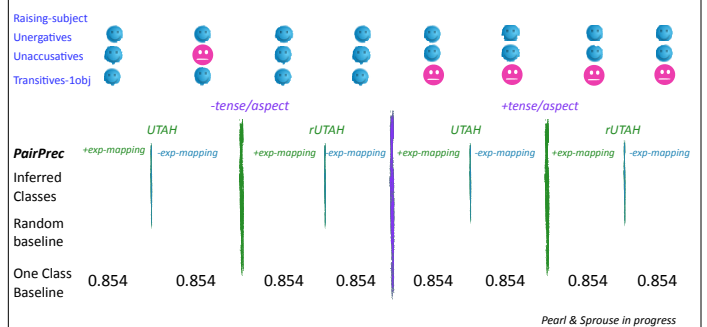 Raising-subject
Unergatives
Unaccusatives
Transitives-1obj
-tense/aspect +tense/aspect
UTAH rUTAH UTAH rUTAH
PairPrec +exp-mapping -exp-mapping +exp-mapping -exp-mapping +exp-mapping -exp-mapping +exp-mapping -exp-mapping
Inferred
Classes
Random
baseline
One Class
Baseline 0.854 0.854 0.854 0.854 0.854 0.854 0.854 0.854
Pearl & Sprouse in progress